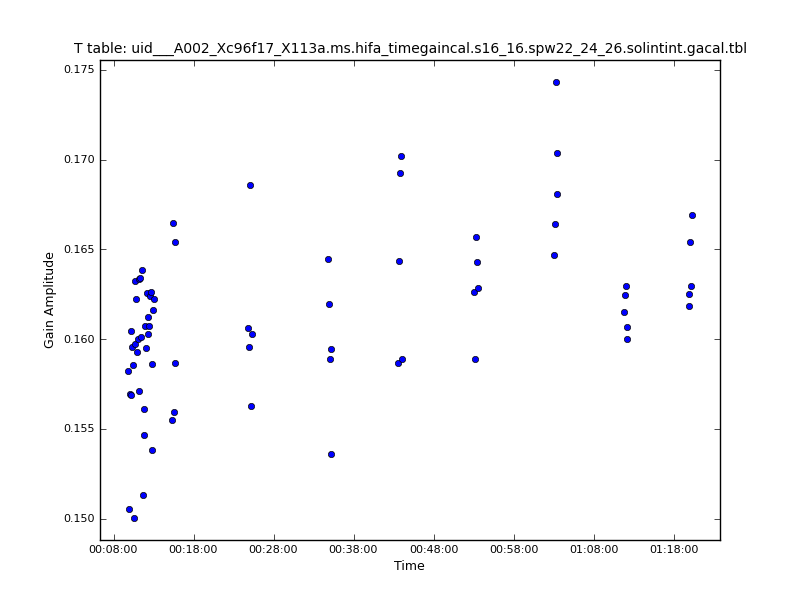 T table: uid___A002_Xc96f17_X113a.ms.hifa_timegaincal.s16_16.spw22_24_26.solintint.gacal.tbl
0.175
0.170
0.165
0.160
0.155
0.150
Gain Amplitude
00:08:00 00:18:00 00:28:00 00:38:00 00:48:00 00:58:00 01:08:00 01:18:00
Time